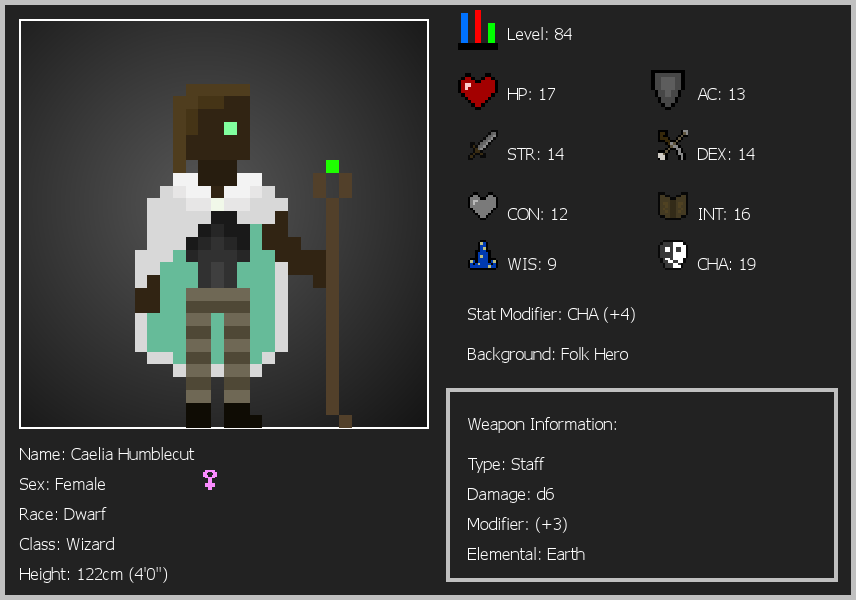 Level: 84
HP: 17
AC: 13
STR: 14
DEX: 14
CON: 12
INT: 16
WIS: 9
CHA: 19
Stat Modifier: CHA (+4)
Background: Folk Hero
Weapon Information:
Type: Staff
Damage: d6
Modifier: (+3)
Elemental: Earth
Name: Caelia Humblecut
Sex: Female
Race: Dwarf
Class: Wizard
Height: 122cm (4'0")